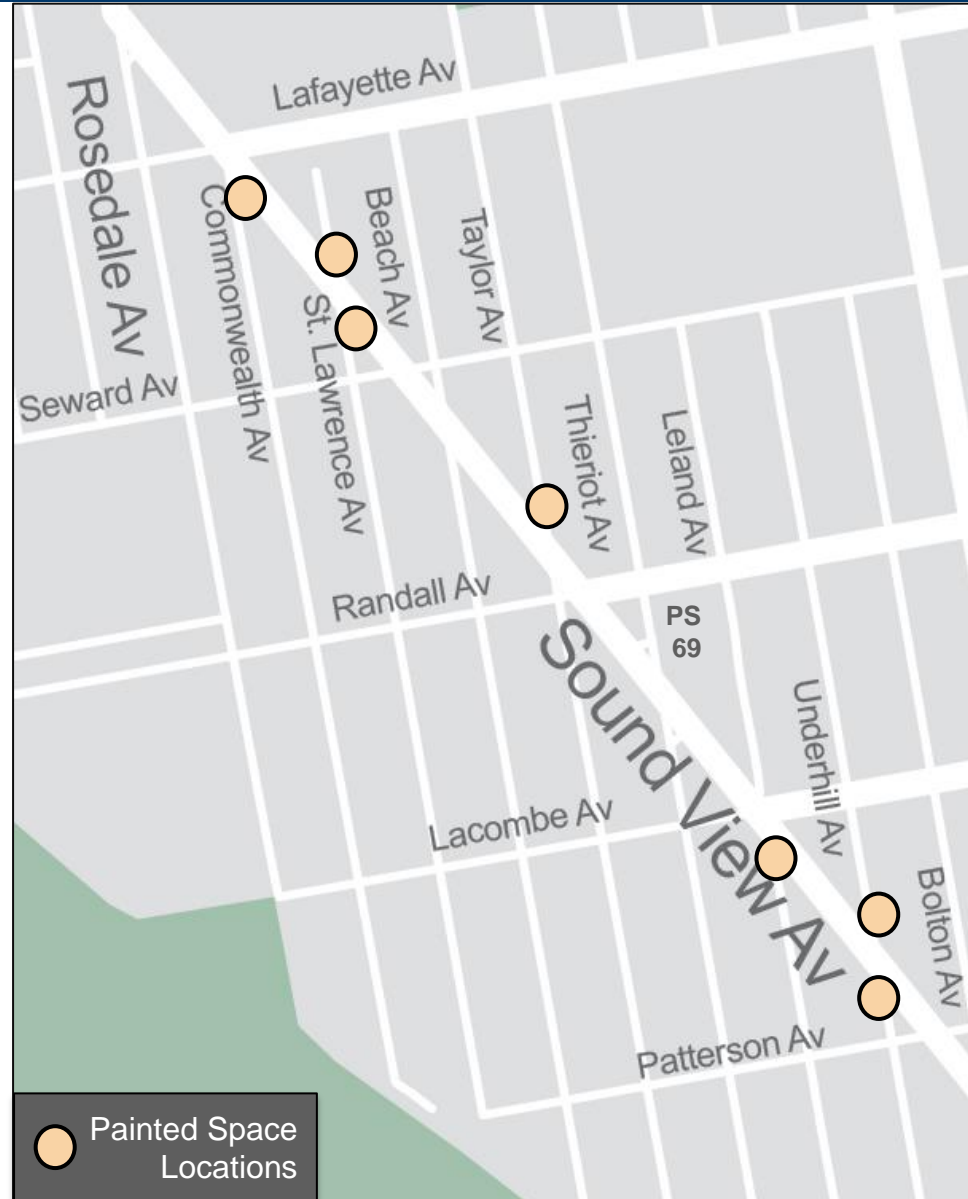 Lafayette Av
Rosedale Av
Commonwealth Av
Beach Av
Taylor Av
St. Lawrence Av
Seward Av
Thieriot Av
Leland Av
Randall Av
PS
69
Sound View Av
Underhill Av
Lacombe Av
Bolton Av
Patterson Av
Painted Space
Locations